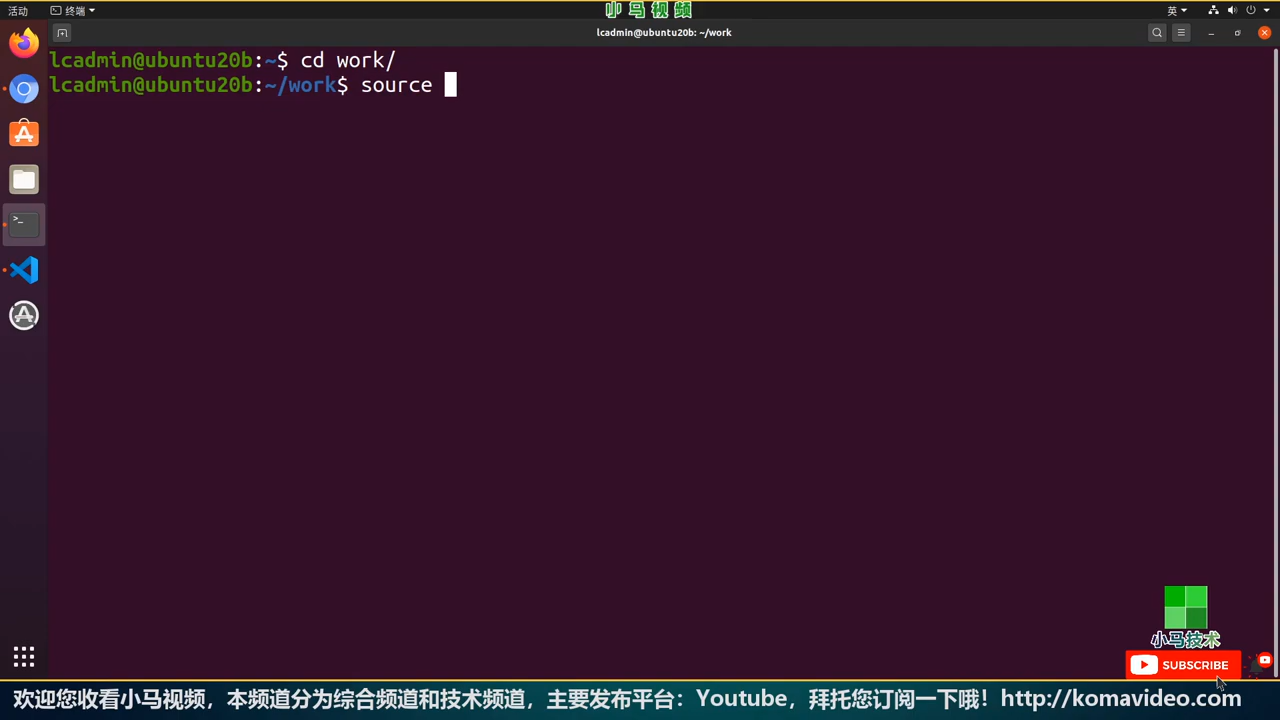 活动
终端
小马视频
英
lcadmin@ubuntu20b: ~/work
lcadmin@ubuntu20b:~$ cd work/
lcadmin@ubuntu20b:~/work$ source
小马技术
SUBSCRIBE
欢迎您收看小马视频，本频道分为综合频道和技术频道，主要发布平台：Youtube，拜托您订阅一下哦！http://komavideo.com